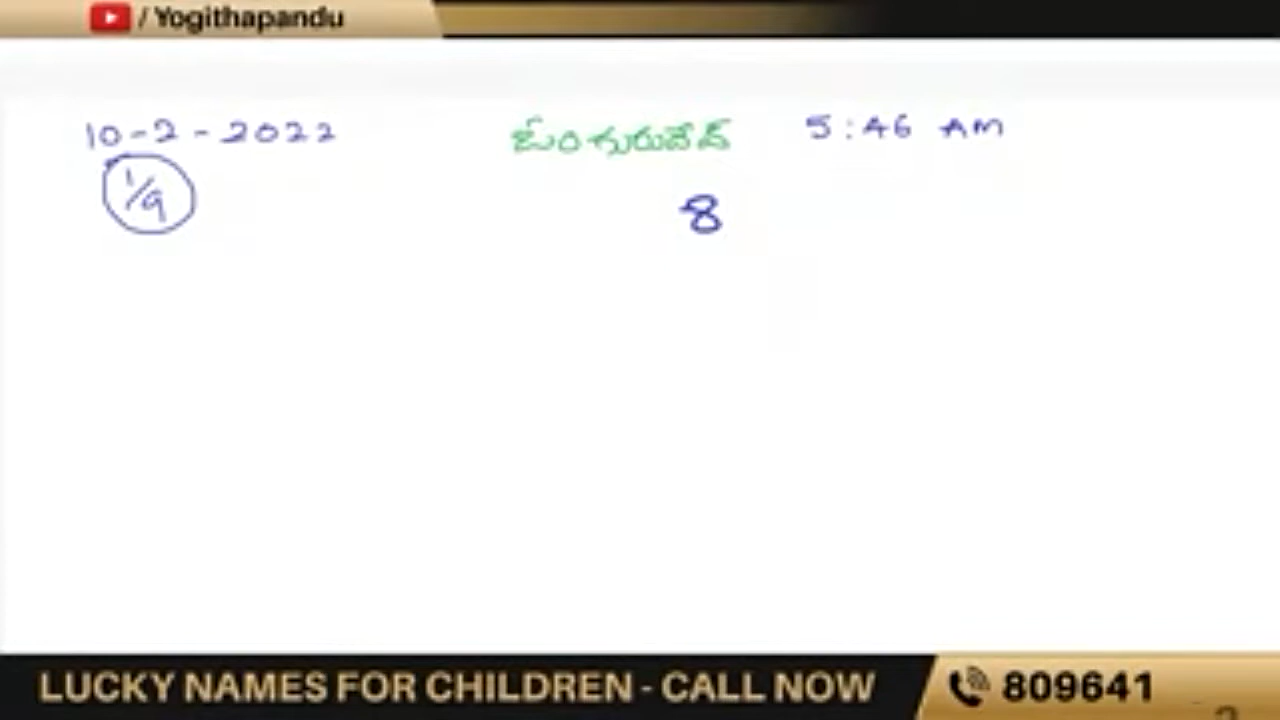 / Yogithapandu
10-2-2022 ఓంగురుదేవ్ 5:46 AM
1/9 8
LUCKY NAMES FOR CHILDREN - CALL NOW 809641